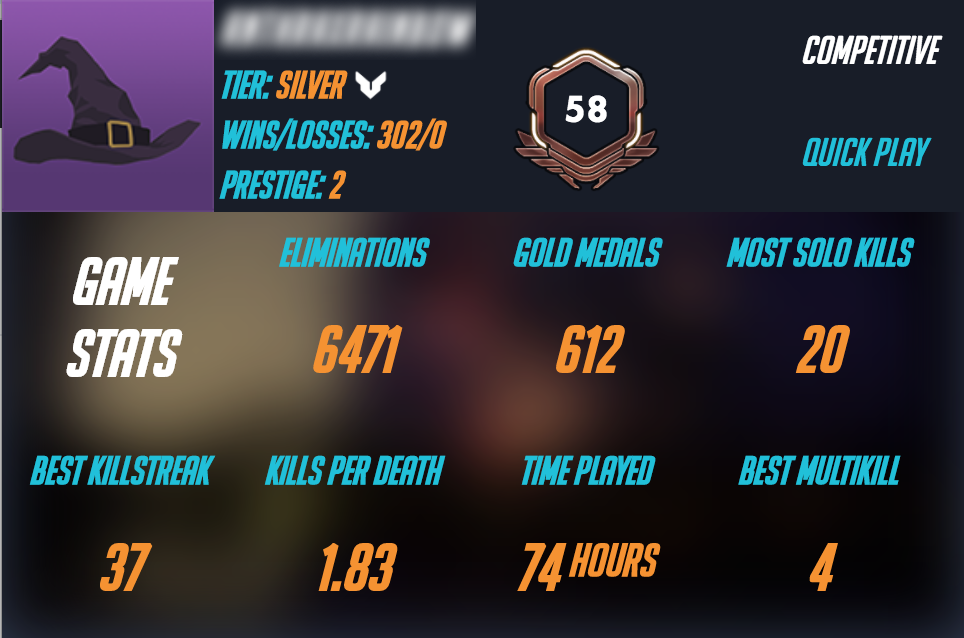 TIER: SILVER
WINS/LOSSES: 302/0
PRESTIGE: 2
58
COMPETITIVE
QUICK PLAY
GAME
STATS
ELIMINATIONS
6471
GOLD MEDALS
612
MOST SOLO KILLS
20
BEST KILLSTREAK
37
KILLS PER DEATH
1.83
TIME PLAYED
74 HOURS
BEST MULTIKILL
4